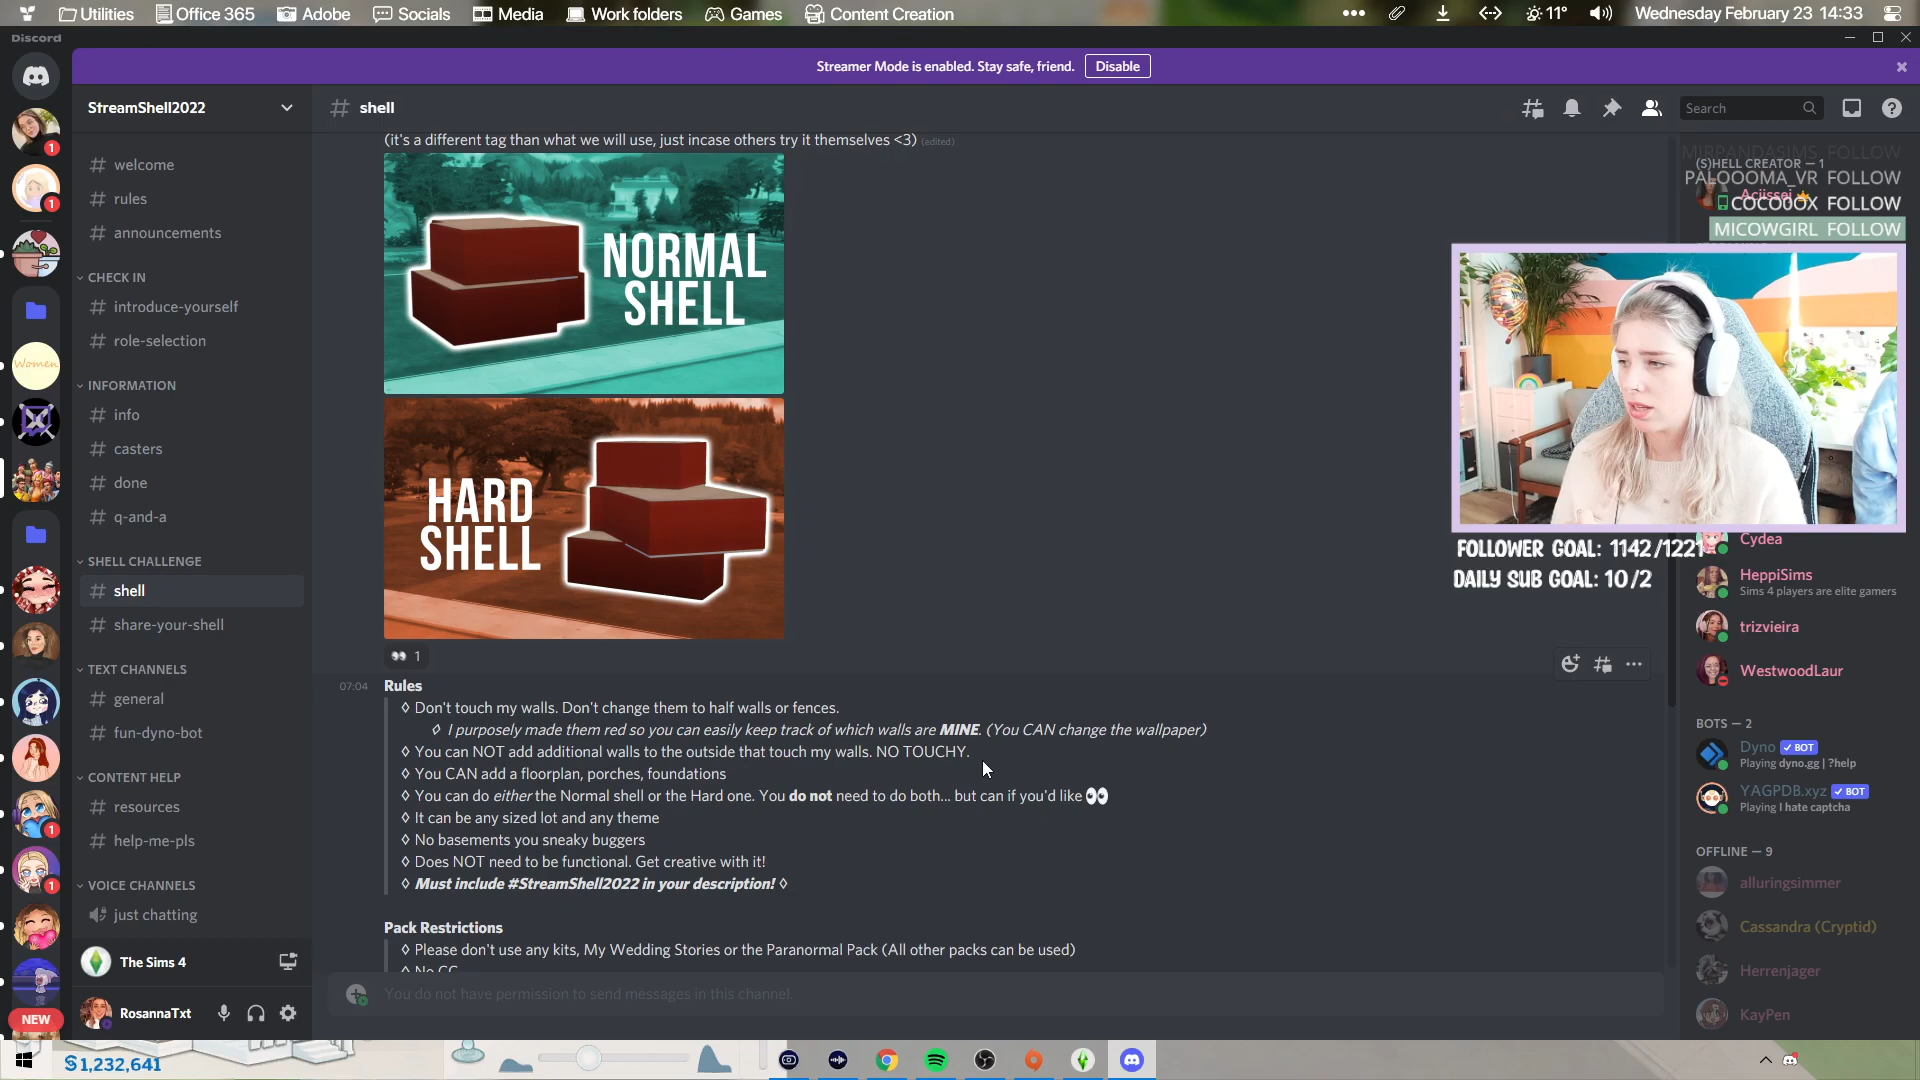 Utilities
Office 365
Adobe
Socials
Media
Work folders
Games
Content Creation
11°
Wednesday February 23 14:33
Discord
Streamer Mode is enabled. Stay safe, friend.
Disable
StreamShell2022
shell
Search
welcome
rules
announcements
CHECK IN
introduce-yourself
role-selection
INFORMATION
info
casters
done
q-and-a
SHELL CHALLENGE
shell
share-your-shell
TEXT CHANNELS
general
fun-dyno-bot
CONTENT HELP
resources
help-me-pls
VOICE CHANNELS
just chatting
The Sims 4
RosannaTxt
Women
1
1
1
1
NEW
(it's a different tag than what we will use, just incase others try it themselves <3) (edited)
NORMAL
SHELL
HARD
SHELL
1
07:04
Rules
◊ Don't touch my walls. Don't change them to half walls or fences.
◊ I purposely made them red so you can easily keep track of which walls are MINE. (You CAN change the wallpaper)
◊ You can NOT add additional walls to the outside that touch my walls. NO TOUCHY.
◊ You CAN add a floorplan, porches, foundations
◊ You can do either the Normal shell or the Hard one. You do not need to do both... but can if you'd like 👀
◊ It can be any sized lot and any theme
◊ No basements you sneaky buggers
◊ Does NOT need to be functional. Get creative with it!
◊ Must include #StreamShell2022 in your description! ◊
Pack Restrictions
◊ Please don't use any kits, My Wedding Stories or the Paranormal Pack (All other packs can be used)
◊ No CC
You do not have permission to send messages in this channel.
MIRPANDASIMS FOLLOW
(S)HELL CREATOR — 1
PALOOOMA_VR FOLLOW
Aciissej
FOLLOW
MICOWGIRL FOLLOW
FOLLOWER GOAL: 1142/1221
DAILY SUB GOAL: 10/2
Cydea
HeppiSims
Sims 4 players are elite gamers
trizvieira
WestwoodLaur
BOTS — 2
Dyno ✓ BOT
Playing dyno.gg | ?help
YAGPDB.xyz ✓ BOT
Playing I hate captcha
OFFLINE — 9
alluringsimmer
Cassandra (Cryptid)
Herrenjager
KayPen
§1,232,641